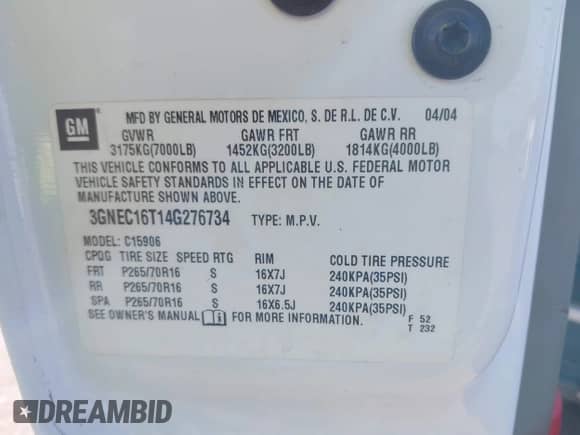 GM
MFD BY GENERAL MOTORS DE MEXICO, S. DE R.L. DE C.V. 04/04
GVWR GAWR FRT GAWR RR
3175KG(7000LB) 1452KG(3200LB) 1814KG(4000LB)
THIS VEHICLE CONFORMS TO ALL APPLICABLE U.S. FEDERAL MOTOR
VEHICLE SAFETY STANDARDS IN EFFECT ON THE DATE OF
MANUFACTURE SHOWN ABOVE.
3GNEC16T14G276734 TYPE: M.P.V.
MODEL: C15906
CPQG TIRE SIZE SPEED RTG RIM COLD TIRE PRESSURE
FRT P265/70R16 S 16X7J 240KPA(35PSI)
RR P265/70R16 S 16X7J 240KPA(35PSI)
SPA P265/70R16 S 16X6.5J 240KPA(35PSI)
SEE OWNER'S MANUAL FOR MORE INFORMATION. F 52
T 232
DREAMBID